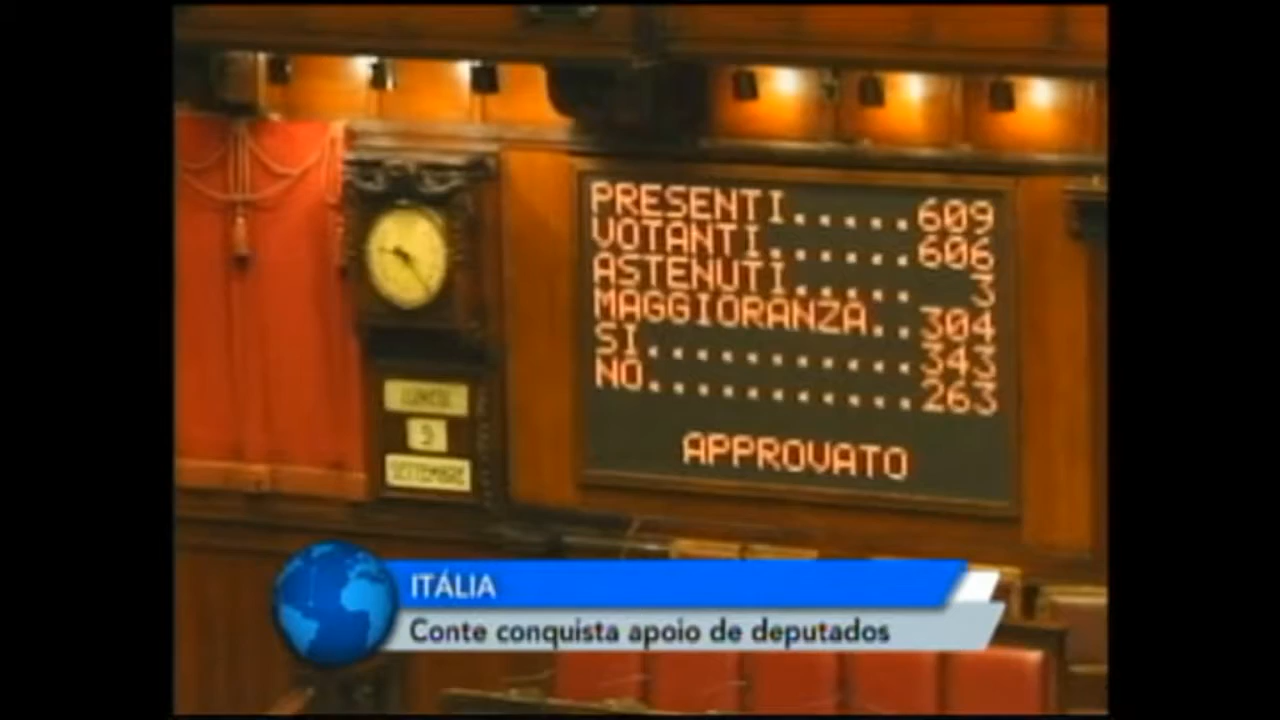 PRESENTI.....609
VOTANTI......606
ASTENUTI..... 3
MAGGIORANZA..304
SI............343
NO............263
APPROVATO
LUNEDI
9
SETTEMBRE
ITÁLIA
Conte conquista apoio de deputados